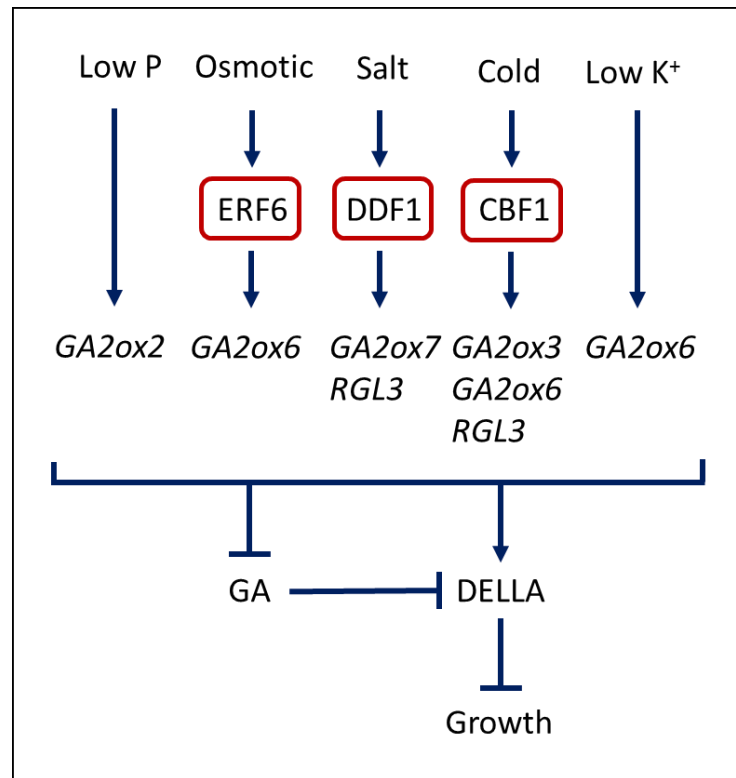 Low P Osmotic Salt Cold Low K⁺
ERF6 DDF1 CBF1
GA2ox2 GA2ox6 GA2ox7 GA2ox3 GA2ox6
RGL3 GA2ox6
RGL3
GA DELLA
Growth